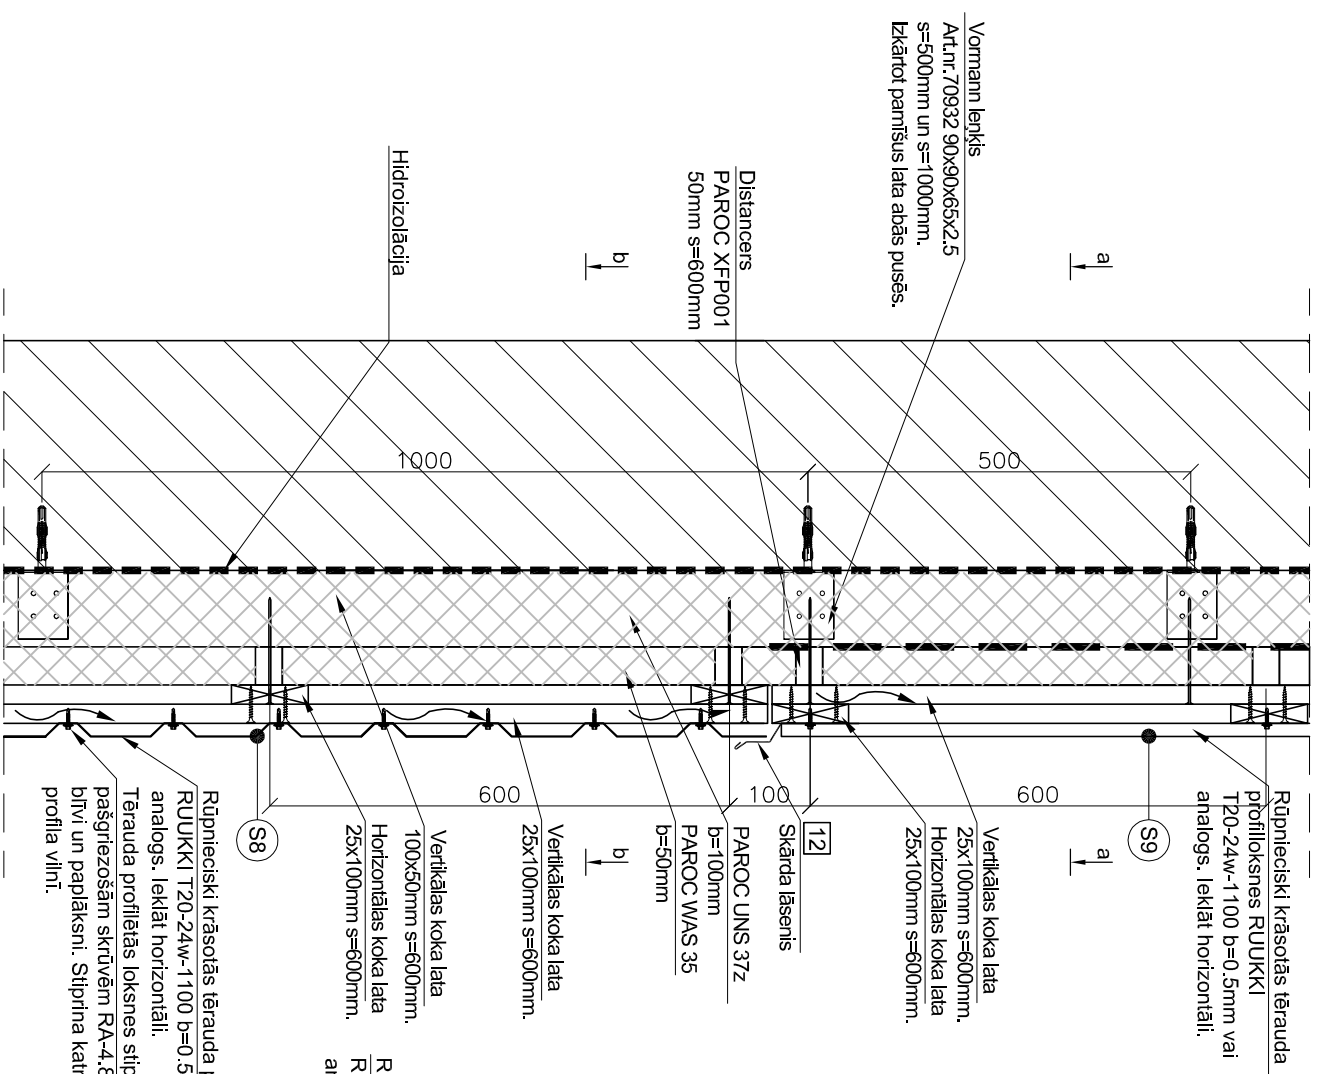 Vormann leņķis
Art.nr.70932 90x90x65x2.5
s=500mm un s=1000mm.
Izkārtot pamīšus lata abās pusēs.
Distancers
PAROC XFP001
50mm s=600mm
Hidroizolācija
a
b
500
1000
600
100
600
Rūpnieciski krāsotās tērauda
profilloksnes RUUKKI
T20-24w-1100 b=0.5mm vai
analogs. Ieklāt horizontāli.
S9
a
Vertikālas koka lata
25x100mm s=600mm.
Horizontālas koka lata
25x100mm s=600mm.
12
Skārda lāsenis
PAROC UNS 37z
b=100mm
PAROC WAS 35
b=50mm
b
Vertikālas koka lata
25x100mm s=600mm.
Vertikālas koka lata
100x50mm s=600mm.
Horizontālas koka lata
25x100mm s=600mm.
S8
Rūpnieciski krāsotās tērauda
RUUKKI T20-24w-1100 b=0.5
analogs. Ieklāt horizontāli.
Tērauda profilētās loksnes stip
pašgriezošām skrūvēm RA-4.8
blīvi un paplāksni. Stiprina kat
profila vilnī.
R
R
ar